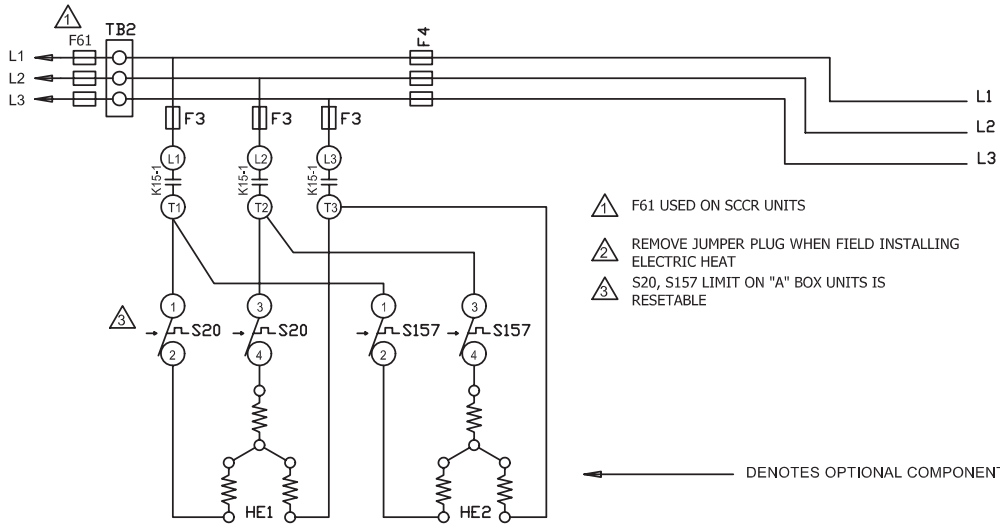 1
F61 TB2 F4
L1
L2
L3
L1
L2
L3
F3 F3 F3
L1 L2 L3
K15-1 K15-1 K15-1
T1 T2 T3
1 F61 USED ON SCCR UNITS
2 REMOVE JUMPER PLUG WHEN FIELD INSTALLING
ELECTRIC HEAT
3 S20, S157 LIMIT ON "A" BOX UNITS IS
RESETABLE
1 3 1 3
3 S20 S20 S157 S157
2 4 2 4
DENOTES OPTIONAL COMPONENT
HE1 HE2